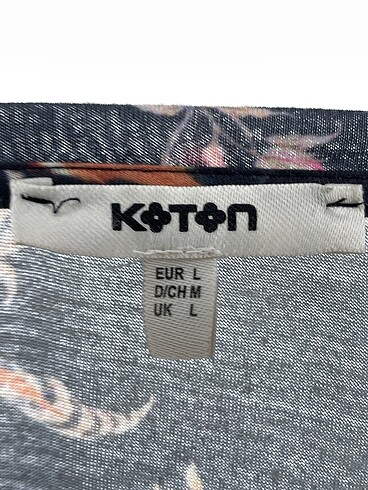 KOTON
EUR L
D/CH M
UK L